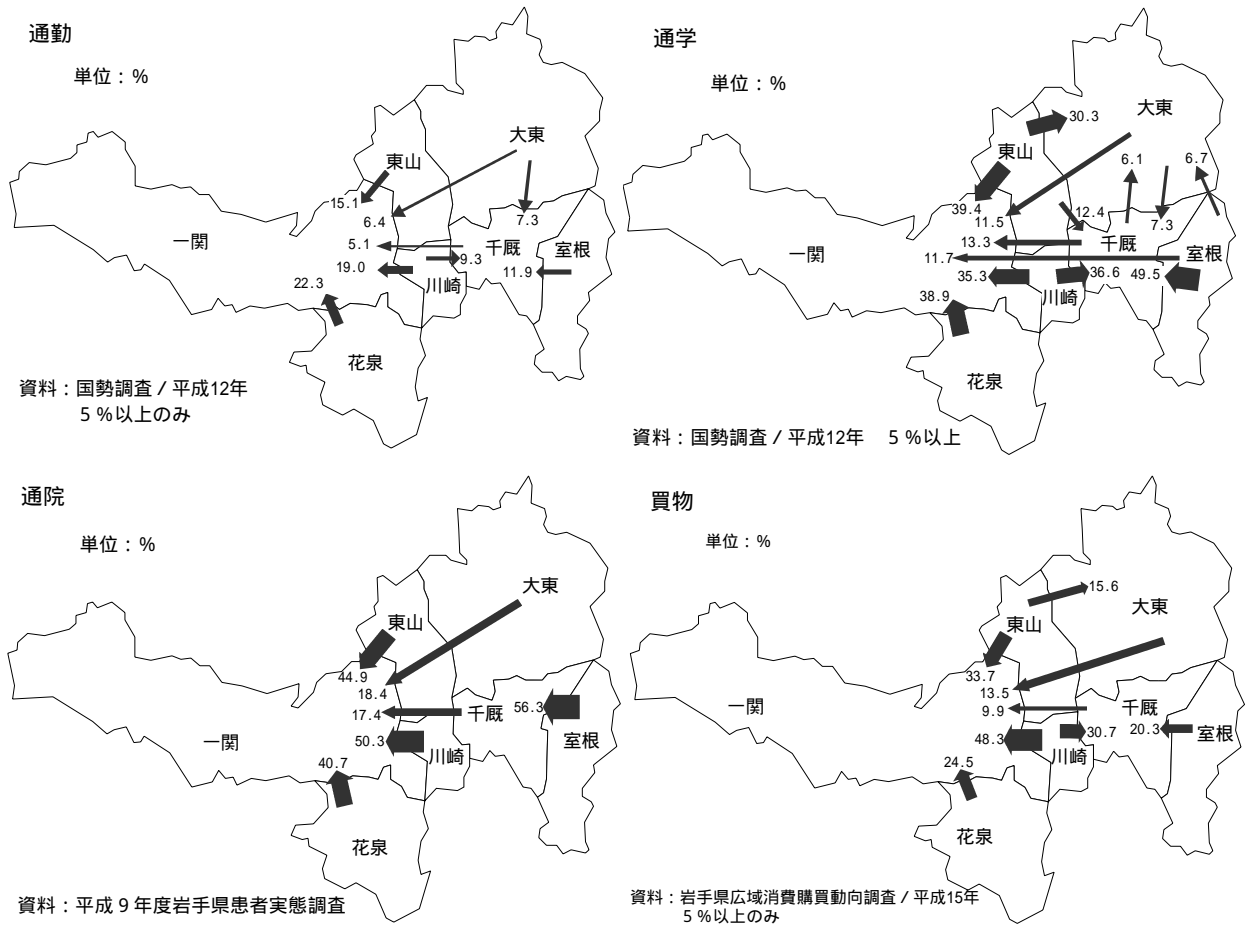 通勤
単位：%
大東
東山
15.1
6.4
7.3
一関
5.1
千厩
室根
9.3
19.0
11.9
川崎
22.3
花泉
資料：国勢調査／平成12年
5％以上のみ
通学
単位：%
30.3
大東
東山
6.1
6.7
39.4
11.5
12.4
7.3
13.3
千厩
室根
一関
11.7
35.3
36.6
49.5
川崎
38.9
花泉
資料：国勢調査／平成12年　5％以上
通院
単位：%
大東
東山
44.9
18.4
17.4
千厩
56.3
一関
50.3
室根
川崎
40.7
花泉
資料：平成９年度岩手県患者実態調査
買物
単位：%
15.6
大東
東山
33.7
13.5
一関
9.9
千厩
48.3
30.7
20.3
室根
川崎
24.5
花泉
資料：岩手県広域消費購買動向調査／平成15年
5％以上のみ